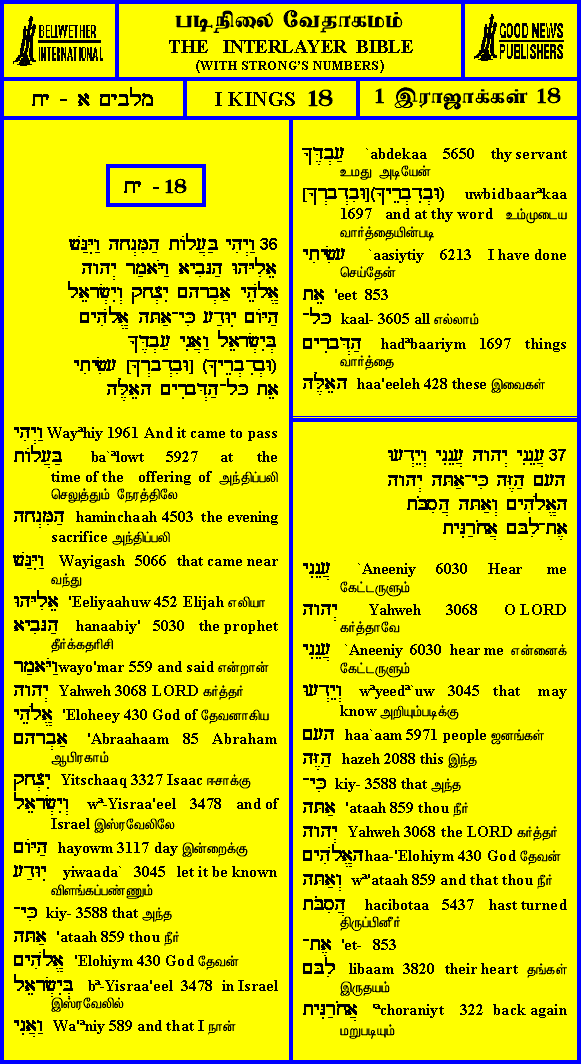 BELLWETHER
INTERNATIONAL
படிநிலை வேதாகமம்
THE INTERLAYER BIBLE
(WITH STRONG'S NUMBERS)
GOOD NEWS
PUBLISHERS
מלבים א - יח
I KINGS 18
1 இராஜாக்கள் 18
יח - 18
36 וַיְהִי בַּעֲלוֹת הַמִּנְחָה וַיִּגַּשׁ
אֵלִיָּהוּ הַנָּבִיא וַיֹּאמַר יְהוָה
אֱלֹהֵי אַבְרָהָם יִצְחָק וְיִשְׂרָאֵל
הַיּוֹם יִוָּדַע כִּי־אַתָּה אֱלֹהִים
בְּיִשְׂרָאֵל וַאֲנִי עַבְדֶּךָ
(וּבִדְבָרֶיךָ) [וּבִדְבָרְךָ] עָשִׂיתִי
אֵת כָּל־הַדְּבָרִים הָאֵלֶּה
וַיְהִי Wayᵃhiy 1961 And it came to pass
בַּעֲלוֹת ba`ᵃlowt 5927 at the
time of the offering of அந்திப்பலி
செலுத்தும் நேரத்திலே
הַמִּנְחָה haminchaah 4503 the evening
sacrifice அந்திப்பலி
וַיִּגַּשׁ Wayigash 5066 that came near
வந்து
אֵלִיָּהוּ 'Eeliyaahuw 452 Elijah எலியா
הַנָּבִיא hanaabiy' 5030 the prophet
தீர்க்கதரிசி
וַיֹּאמַר wayo'mar 559 and said என்றான்
יְהוָה Yahweh 3068 LORD கர்த்தர்
אֱלֹהֵי 'Eloheey 430 God of தேவனாகிய
אַבְרָהָם 'Abraahaam 85 Abraham
ஆபிரகாம்
יִצְחָק Yitschaaq 3327 Isaac ஈசாக்கு
וְיִשְׂרָאֵל wᵃ-Yisraa'eel 3478 and of
Israel இஸ்ரவேலிலே
הַיּוֹם hayowm 3117 day இன்றைக்கு
יִוָּדַע yiwaada` 3045 let it be known
விளங்கப்பண்ணும்
כִּי־ kiy- 3588 that அந்த
אַתָּה 'ataah 859 thou நீர்
אֱלֹהִים 'Elohiym 430 God தேவன்
בְּיִשְׂרָאֵל bᵃ-Yisraa'eel 3478 in Israel
இஸ்ரவேலில்
וַאֲנִי Wa'ᵃniy 589 and that I நான்
עַבְדֶּךָ `abdekaa 5650 thy servant
உமது அடியேன்
[וּבִדְבָרְךָ](וּבִדְבָרֶיךָ) uwbidbaarᵃkaa
1697 and at thy word உம்முடைய
வார்த்தையின்படி
עָשִׂיתִי `aasiytiy 6213 I have done
செய்தேன்
אֵת 'eet 853
כָּל־ kaal- 3605 all எல்லாம்
הַדְּבָרִים hadᵃbaariym 1697 things
வார்த்தை
הָאֵלֶּה haa'eeleh 428 these இவைகள்
37 עֲנֵנִי יְהוָה עֲנֵנִי וְיֵדְעוּ
הָעָם הַזֶּה כִּי־אַתָּה יְהוָה
הָאֱלֹהִים וְאַתָּה הֲסִבֹּתָ
אֶת־לִבָּם אֲחֹרַנִּית
עֲנֵנִי `Aneeniy 6030 Hear me
கேட்டருளும்
יְהוָה Yahweh 3068 O LORD
கர்த்தாவே
עֲנֵנִי `Aneeniy 6030 hear me என்னைக்
கேட்டருளும்
וְיֵדְעוּ wᵃyeedᵃ`uw 3045 that may
know அறியும்படிக்கு
הָעָם haa`aam 5971 people ஜனங்கள்
הַזֶּה hazeh 2088 this இந்த
כִּי־ kiy- 3588 that அந்த
אַתָּה 'ataah 859 thou நீர்
יְהוָה Yahweh 3068 the LORD கர்த்தர்
הָאֱלֹהִים haa-'Elohiym 430 God தேவன்
וְאַתָּה wᵃ'ataah 859 and that thou நீர்
הֲסִבֹּתָ hacibotaa 5437 hast turned
திருப்பினீர்
אֶת־ 'et- 853
לִבָּם libaam 3820 their heart தங்கள்
இருதயம்
אֲחֹרַנִּית 'ᵃchoraniyt 322 back again
மறுபடியும்